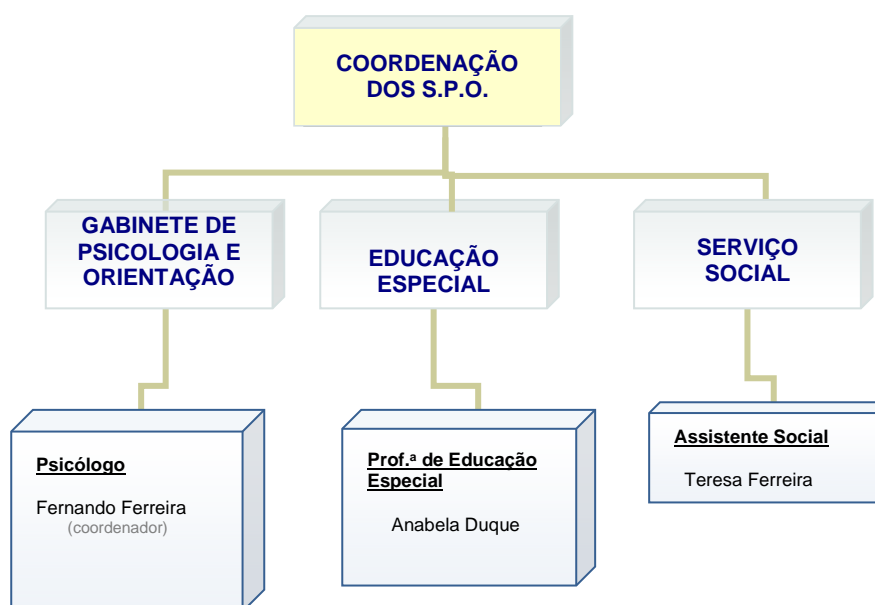 COORDENAÇÃO
DOS S.P.O.
GABINETE DE
PSICOLOGIA E
ORIENTAÇÃO
EDUCAÇÃO
ESPECIAL
SERVIÇO
SOCIAL
Psicólogo
Fernando Ferreira
(coordenador)
Prof.ª de Educação
Especial
Anabela Duque
Assistente Social
Teresa Ferreira